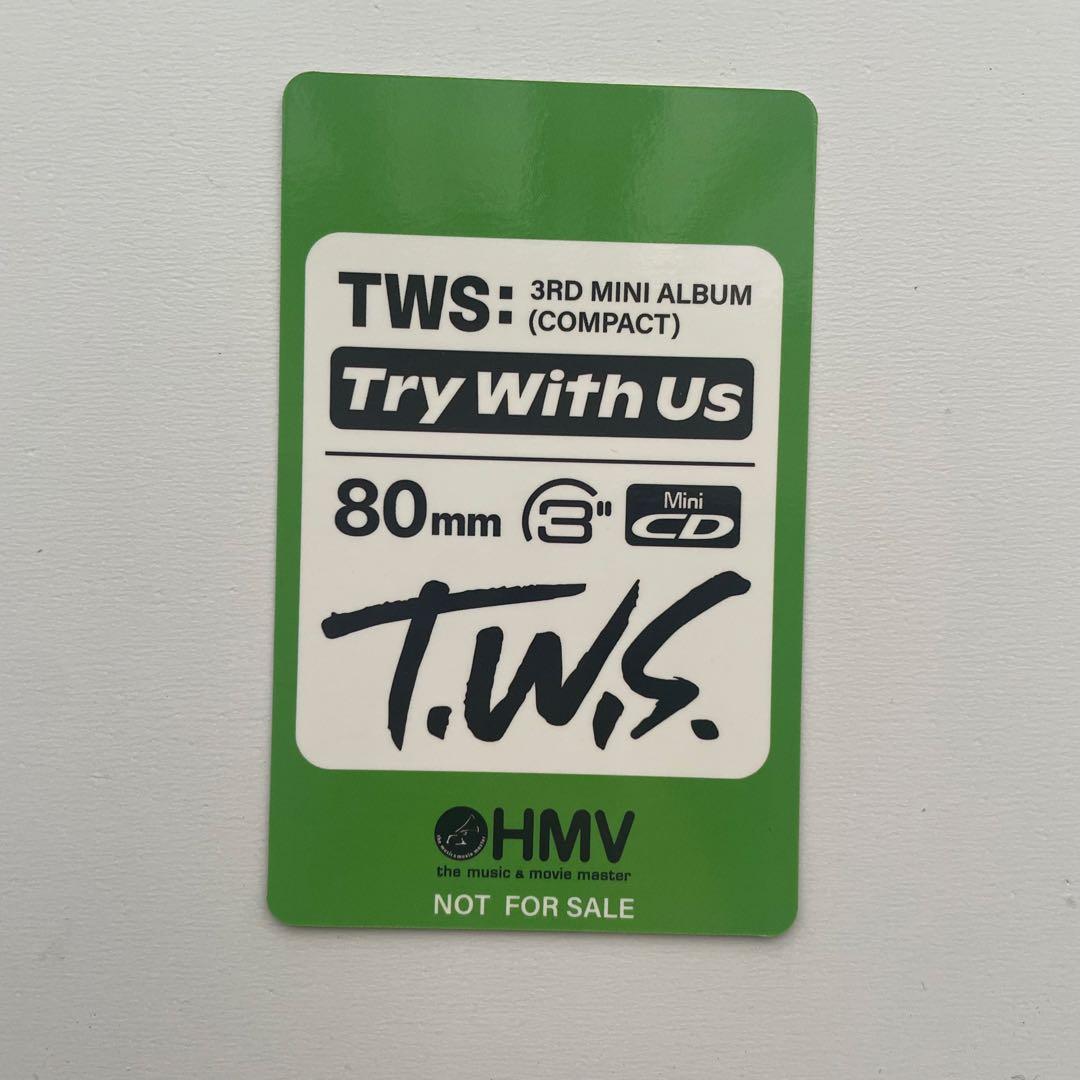 TWS: 3RD MINI ALBUM
(COMPACT)
Try With Us
80mm 3" Mini CD
T.W.S.
HMV
the music & movie master
NOT FOR SALE